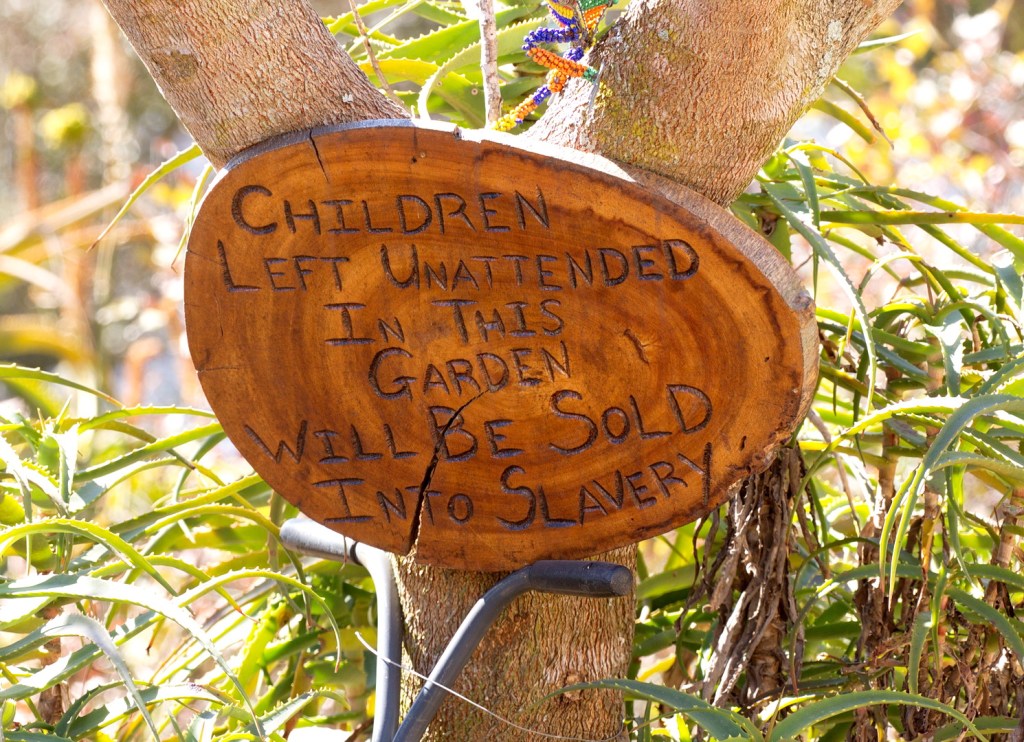 CHILDREN
LEFT UNATTENDED
IN THIS
GARDEN
WILL BE SOLD
INTO SLAVERY